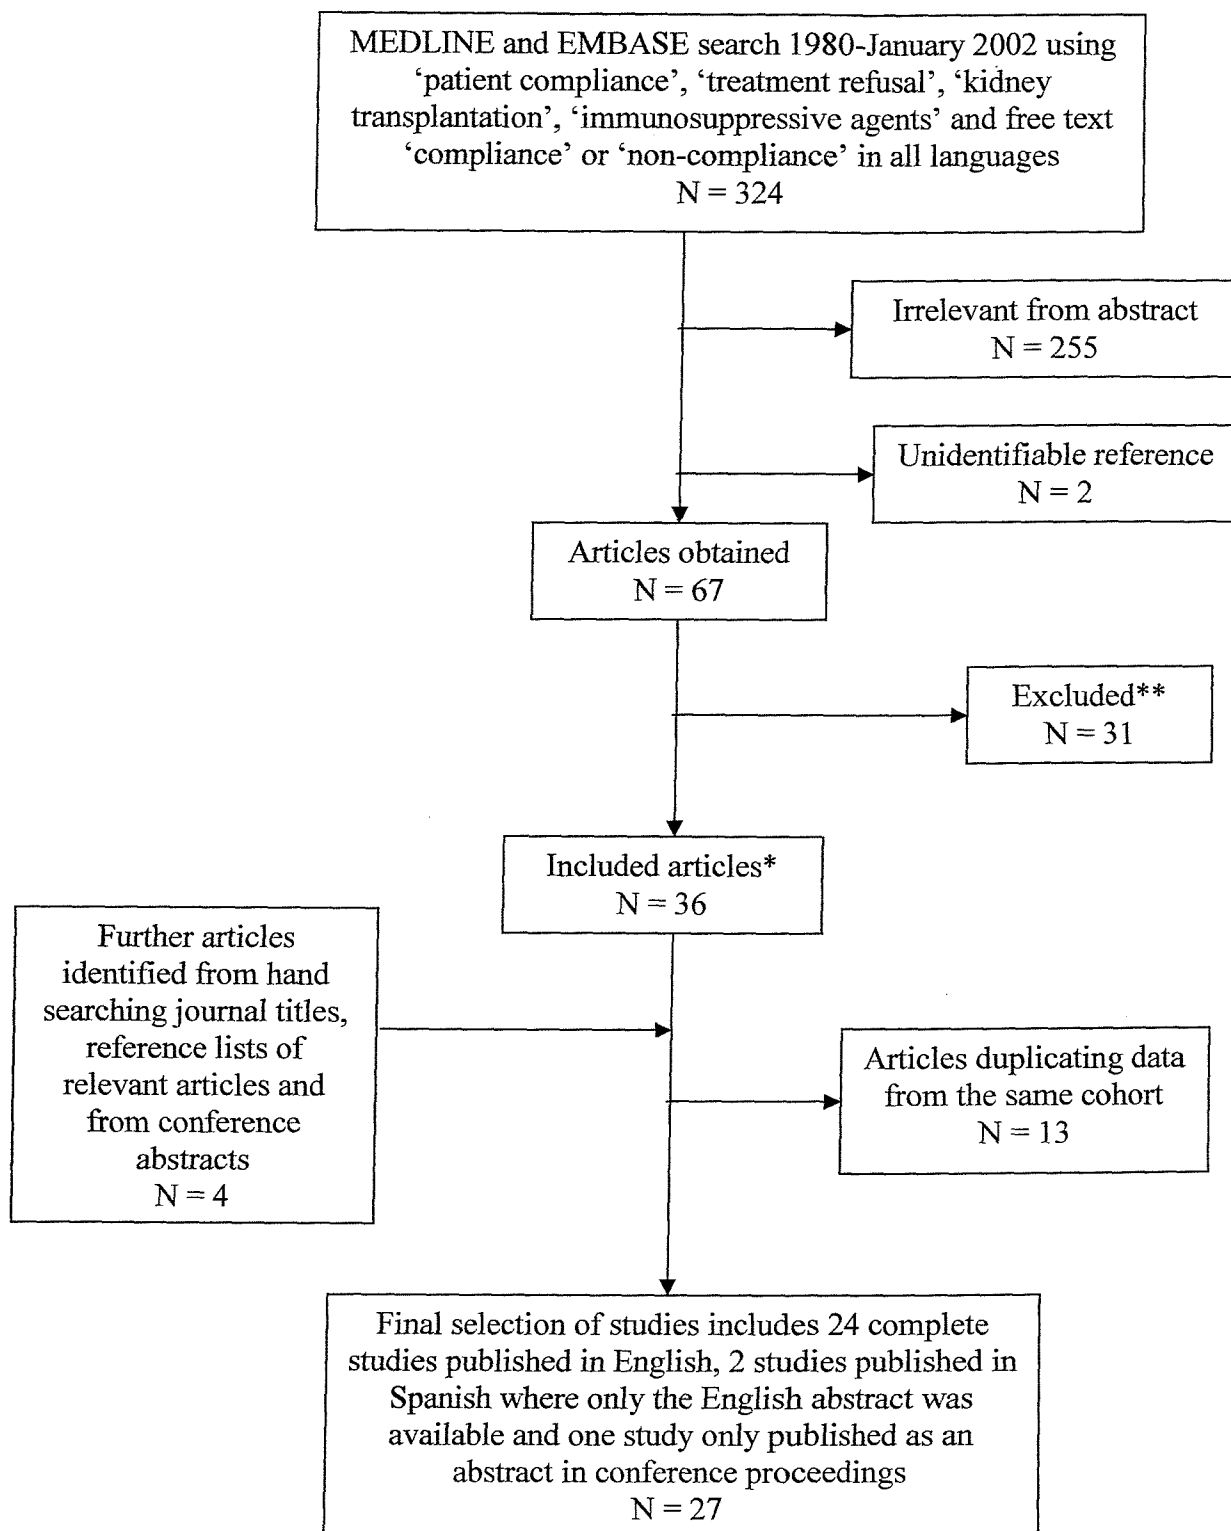 MEDLINE and EMBASE search 1980-January 2002 using
‘patient compliance’, ‘treatment refusal’, ‘kidney
transplantation’, ‘immunosuppressive agents’ and free text
‘compliance’ or ‘non-compliance’ in all languages
N = 324
Irrelevant from abstract
N = 255
Unidentifiable reference
N = 2
Articles obtained
N = 67
Excluded**
N = 31
Included articles*
N = 36
Further articles
identified from hand
searching journal titles,
reference lists of
relevant articles and
from conference
abstracts
N = 4
Articles duplicating data
from the same cohort
N = 13
Final selection of studies includes 24 complete
studies published in English, 2 studies published in
Spanish where only the English abstract was
available and one study only published as an
abstract in conference proceedings
N = 27